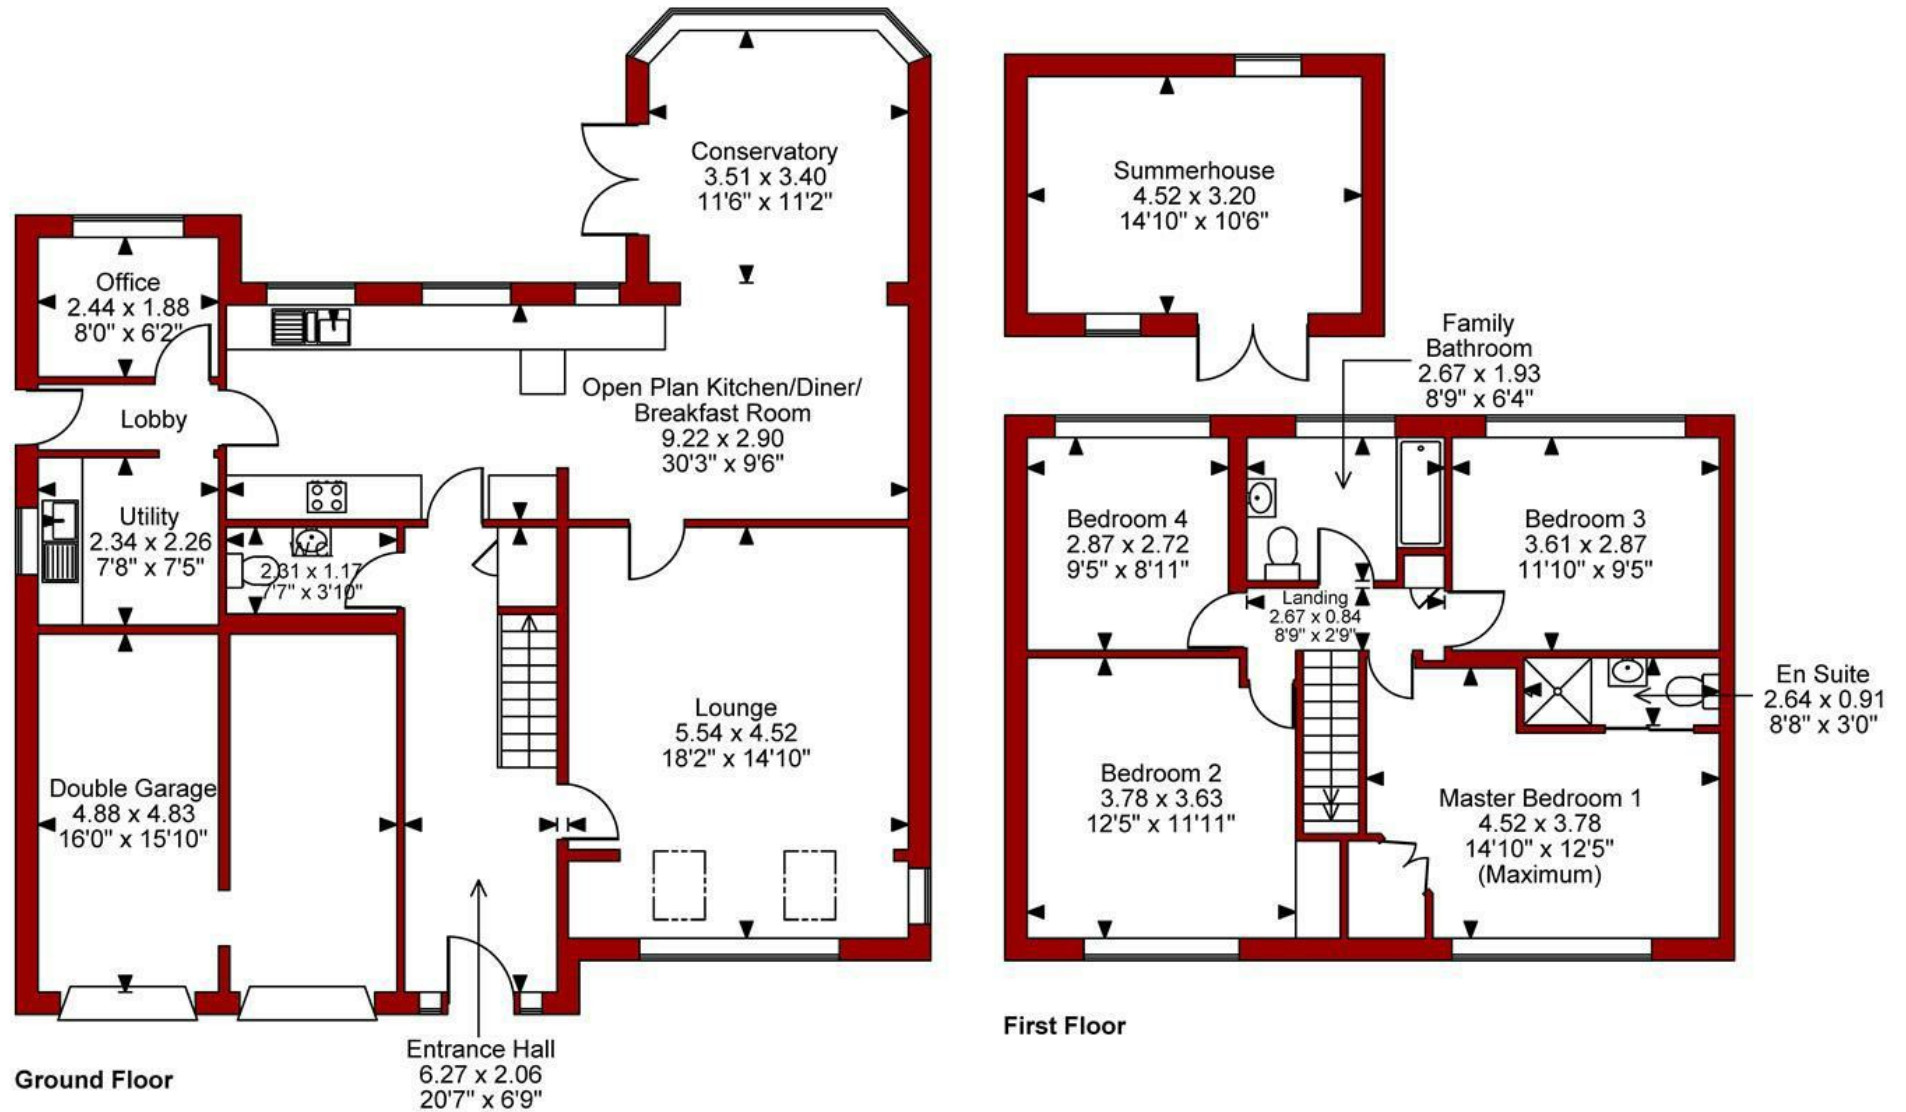 Conservatory
3.51 x 3.40
11'6" x 11'2"
Office
2.44 x 1.88
8'0" x 6'2"
Lobby
Open Plan Kitchen/Diner/
Breakfast Room
9.22 x 2.90
30'3" x 9'6"
Utility
2.34 x 2.26
7'8" x 7'5"
WC
2.31 x 1.17
7'7" x 3'10"
Lounge
5.54 x 4.52
18'2" x 14'10"
Double Garage
4.88 x 4.83
16'0" x 15'10"
Entrance Hall
6.27 x 2.06
20'7" x 6'9"
Ground Floor
Summerhouse
4.52 x 3.20
14'10" x 10'6"
Family
Bathroom
2.67 x 1.93
8'9" x 6'4"
Bedroom 4
2.87 x 2.72
9'5" x 8'11"
Bedroom 3
3.61 x 2.87
11'10" x 9'5"
Landing
2.67 x 0.84
8'9" x 2'9"
En Suite
2.64 x 0.91
8'8" x 3'0"
Bedroom 2
3.78 x 3.63
12'5" x 11'11"
Master Bedroom 1
4.52 x 3.78
14'10" x 12'5"
(Maximum)
First Floor